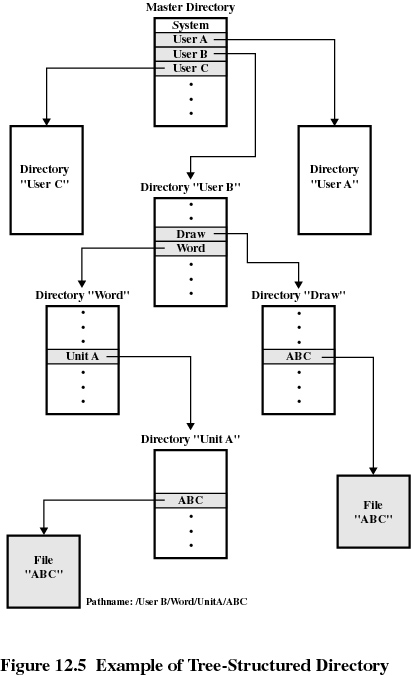 Master Directory
System
User A
User B
User C
Directory
"User C"
Directory
"User A"
Directory "User B"
Draw
Word
Directory "Word"
Directory "Draw"
Unit A
ABC
Directory "Unit A"
ABC
File
"ABC"
File
"ABC"
Pathname: /User B/Word/UnitA/ABC
Figure 12.5 Example of Tree-Structured Directory